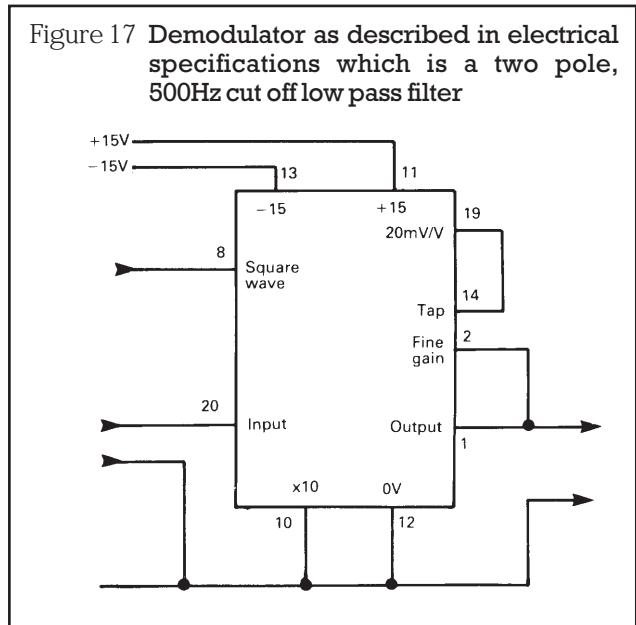 Figure 17 Demodulator as described in electrical
specifications which is a two pole,
500Hz cut off low pass filter
+15V
−15V
13
11
−15
+15
19
20mV/V
8
Square
wave
14
Tap
2
Fine
gain
20
Input
Output
1
x10
0V
10
12